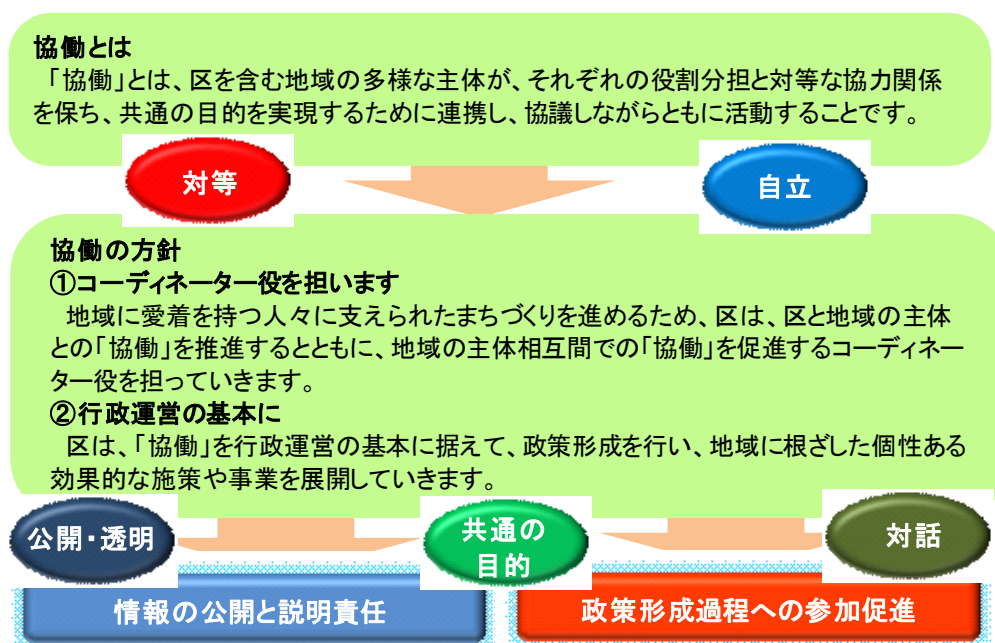 協働とは
「協働」とは、区を含む地域の多様な主体が、それぞれの役割分担と対等な協力関係
を保ち、共通の目的を実現するために連携し、協議しながらともに活動することです。
対等
自立
協働の方針
①コーディネーター役を担います
地域に愛着を持つ人々に支えられたまちづくりを進めるため、区は、区と地域の主体
との「協働」を推進するとともに、地域の主体相互間での「協働」を促進するコーディネー
ター役を担っていきます。
②行政運営の基本に
区は、「協働」を行政運営の基本に据えて、政策形成を行い、地域に根ざした個性ある
効果的な施策や事業を展開していきます。
公開・透明
共通の
目的
対話
情報の公開と説明責任
政策形成過程への参加促進